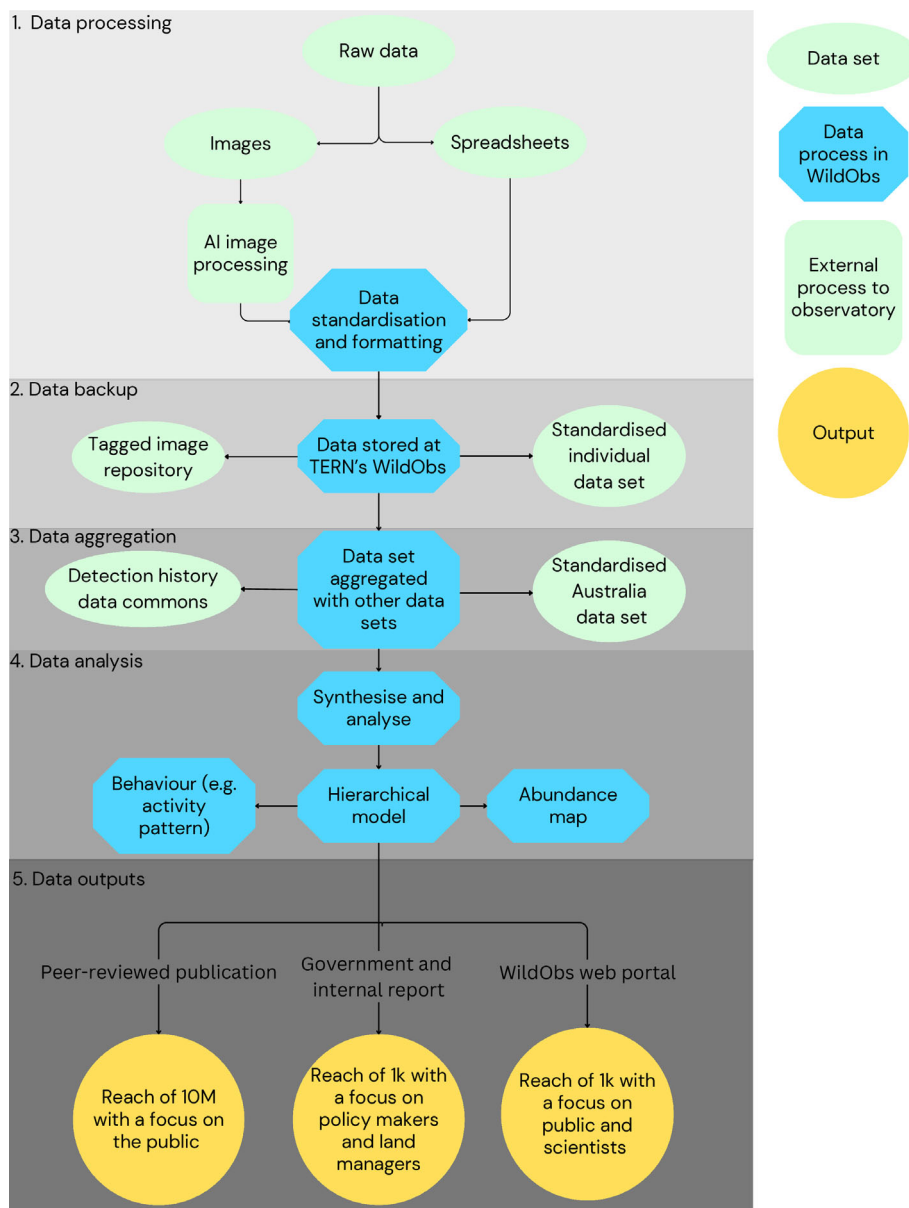 1. Data processing
Raw data
Images
Spreadsheets
AI image
processing
Data
standardisation
and formatting
2. Data backup
Tagged image
repository
Data stored at
TERN's WildObs
Standardised
individual
data set
3. Data aggregation
Detection history
data commons
Data set
aggregated
with other data
sets
Standardised
Australia
data set
4. Data analysis
Synthesise and
analyse
Behaviour (e.g.
activity
pattern)
Hierarchical
model
Abundance
map
5. Data outputs
Peer-reviewed publication
Government and
internal report
WildObs web portal
Reach of 10M
with a focus on
the public
Reach of 1k with
a focus on
policy makers
and land
managers
Reach of 1k with
a focus on
public and
scientists
Data set
Data
process in
WildObs
External
process to
observatory
Output